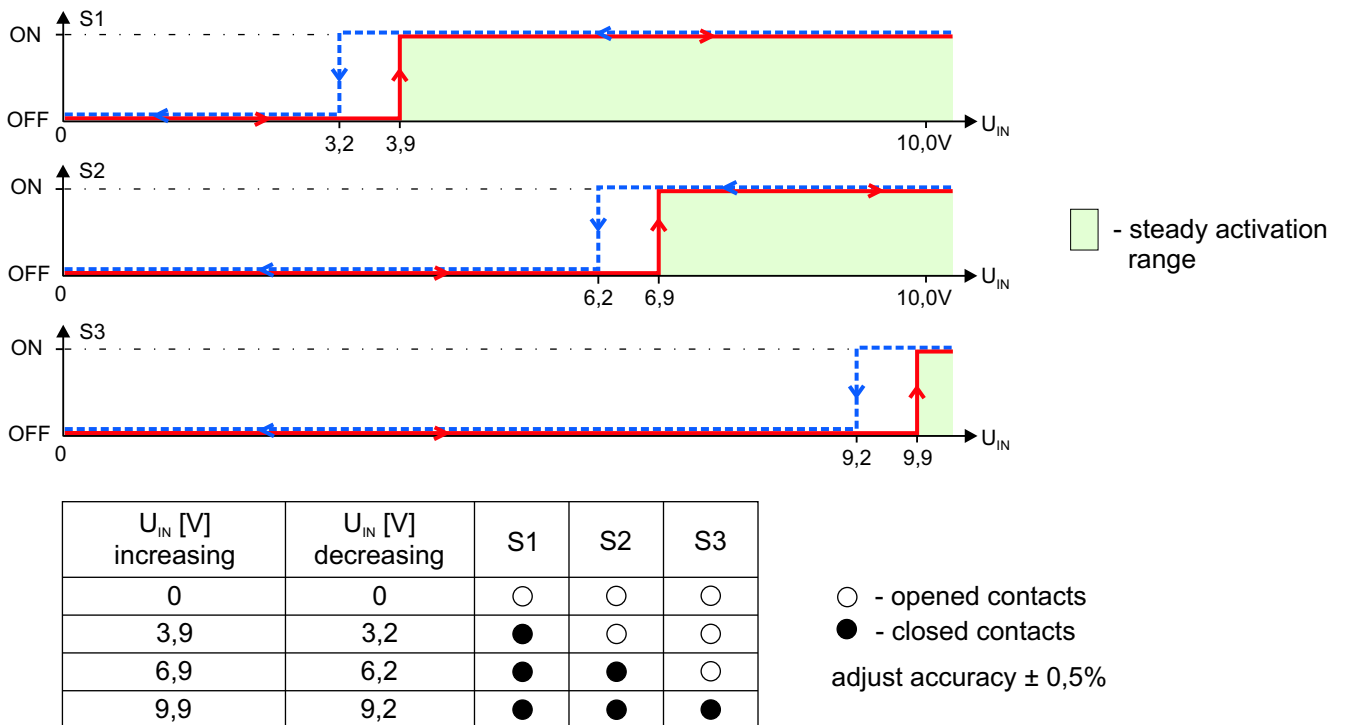 S1
ON
OFF
0
3,2 3,9 10,0V
U_IN
S2
ON
OFF
0
6,2 6,9 10,0V
U_IN
- steady activation
range
S3
ON
OFF
0
9,2 9,9
U_IN
U_IN [V] increasing U_IN [V] decreasing S1 S2 S3
0 0 ○ ○ ○
3,9 3,2 ● ○ ○
6,9 6,2 ● ● ○
9,9 9,2 ● ● ●
○ - opened contacts
● - closed contacts
adjust accuracy ± 0,5%